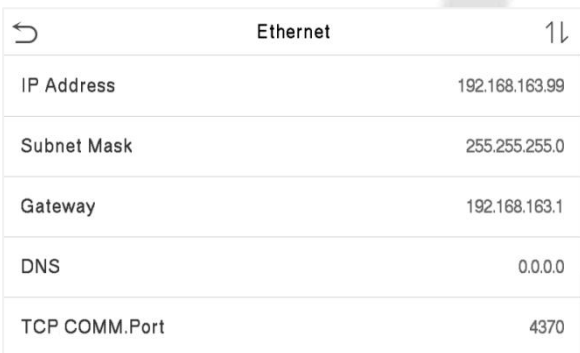 Ethernet
IP Address 192.168.163.99
Subnet Mask 255.255.255.0
Gateway 192.168.163.1
DNS 0.0.0.0
TCP COMM.Port 4370